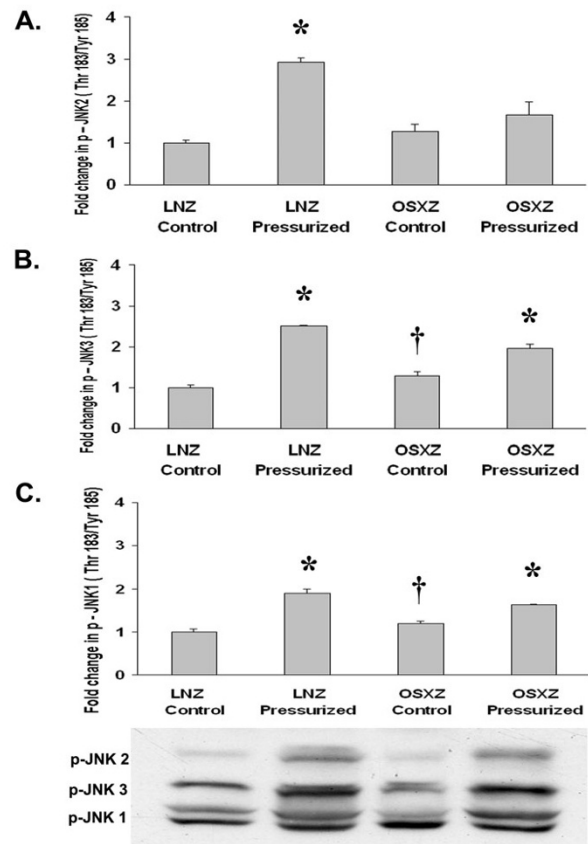 A.
Fold change in p – JNK2 ( Thr 183/Tyr 185)
4
3
2
1
0
*
LNZ Control
LNZ Pressurized
OSXZ Control
OSXZ Pressurized
B.
Fold change in p – JNK3 ( Thr 183/Tyr 185)
4
3
2
1
0
*
†
*
LNZ Control
LNZ Pressurized
OSXZ Control
OSXZ Pressurized
C.
Fold change in p - JNK1 ( Thr 183/Tyr 185)
4
3
2
1
0
*
†
*
LNZ Control
LNZ Pressurized
OSXZ Control
OSXZ Pressurized
p-JNK 2
p-JNK 3
p-JNK 1